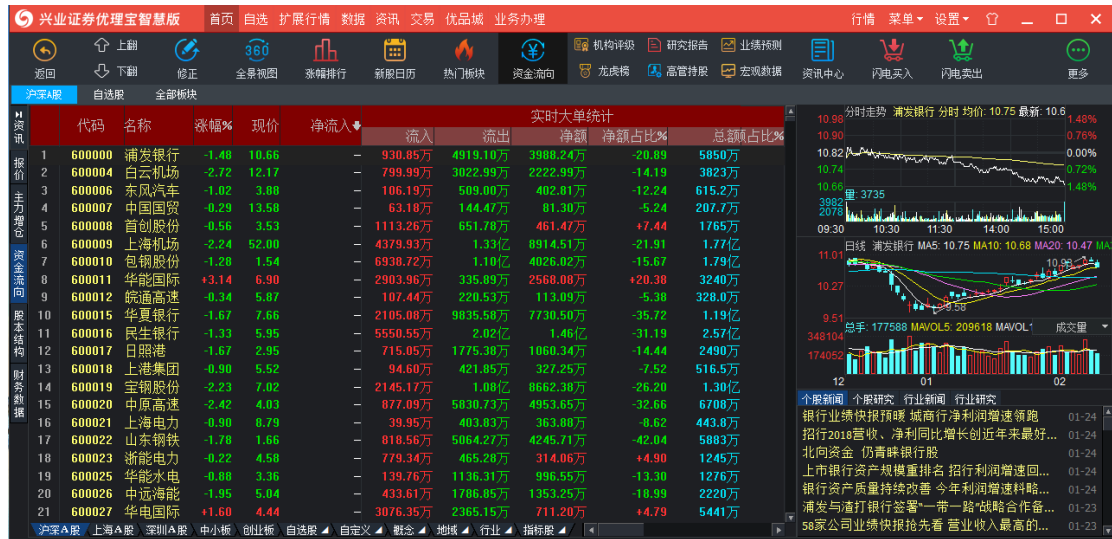 兴业证券优理宝智慧版 首页 自选 扩展行情 数据 资讯 交易 优品城 业务办理 行情 菜单 设置
上翻 机构评级 研究报告 业绩预测
返回 下翻 修正 360 全景视图 涨幅排行 新股日历 热门板块 资金流向 龙虎榜 高管持股 宏观数据 资讯中心 闪电买入 闪电卖出 更多
沪深A股 自选股 全部板块
资讯
报价
主力增仓
资金流向
股本结构
财务数据
代码 名称 涨幅% 现价 净流入 实时大单统计
流入 流出 净额 净额占比% 总额占比%
1 600000 浦发银行 -1.48 10.66 — 930.85万 4919.10万 3988.24万 -20.89 5850万
2 600004 白云机场 -2.72 12.17 — 799.99万 3022.99万 2222.99万 -14.19 3823万
3 600006 东风汽车 -1.02 3.88 — 106.19万 509.00万 402.81万 -12.24 615.2万
4 600007 中国国贸 -0.29 13.58 — 63.18万 144.47万 81.30万 -5.24 207.7万
5 600008 首创股份 -0.56 3.53 — 1113.26万 651.78万 461.47万 +7.44 1765万
6 600009 上海机场 -2.24 52.00 — 4379.93万 1.33亿 8914.51万 -21.91 1.77亿
7 600010 包钢股份 -1.28 1.54 — 6938.72万 1.10亿 4026.02万 -15.67 1.79亿
8 600011 华能国际 +3.14 6.90 — 2903.96万 335.89万 2568.08万 +20.38 3240万
9 600012 皖通高速 -0.34 5.87 — 107.44万 220.53万 113.09万 -5.38 328.0万
10 600015 华夏银行 -1.67 7.66 — 2105.08万 9835.58万 7730.50万 -35.72 1.19亿
11 600016 民生银行 -1.33 5.95 — 5550.55万 2.02亿 1.46亿 -31.19 2.57亿
12 600017 日照港 -1.67 2.95 — 715.05万 1775.38万 1060.34万 -14.44 2490万
13 600018 上港集团 -0.90 5.52 — 94.60万 421.85万 327.25万 -7.52 516.5万
14 600019 宝钢股份 -2.23 7.02 — 2145.17万 1.08亿 8662.38万 -26.20 1.30亿
15 600020 中原高速 -2.42 4.03 — 877.09万 5830.73万 4953.65万 -32.66 6708万
16 600021 上海电力 -0.90 8.79 — 39.95万 403.83万 363.88万 -8.62 443.8万
17 600022 山东钢铁 -1.78 1.66 — 818.56万 5064.27万 4245.71万 -42.04 5883万
18 600023 浙能电力 -0.22 4.58 — 779.34万 465.28万 314.06万 +4.90 1245万
19 600025 华能水电 -0.88 3.36 — 139.76万 1136.31万 996.55万 -13.30 1276万
20 600026 中远海能 -1.95 5.04 — 433.61万 1786.85万 1353.25万 -18.99 2220万
21 600027 华电国际 +1.60 4.44 — 3076.35万 2365.15万 711.20万 +4.79 5441万
沪深A股 上海A股 深圳A股 中小板 创业板 自选股 自定义 概念 地域 行业 指标股
分时走势 浦发银行 分时 均价: 10.75 最新: 10.6
10.98 1.48%
10.90 0.76%
10.82 0.00%
10.74 0.72%
10.66 1.48%
量: 3735
3982
2078
09:30 10:30 11:30 14:00 15:00
日线 浦发银行 MA5: 10.75 MA10: 10.68 MA20: 10.47 MA
11.01 10.93
10.27
9.58
9.51
总手: 177588 MAVOL5: 209618 MAVOL 成交量
348104
174052
12 01 02
个股新闻 个股研究 行业新闻 行业研究
银行业绩快报预暖 城商行净利润增速领跑 01-24
招行2018营收、净利同比增长创近年来最好... 01-24
北向资金 仍青睐银行股 01-24
上市银行资产规模重排名 招行利润增速回... 01-24
银行资产质量持续改善 今年利润增速料略... 01-24
浦发与渣打银行签署"一带一路"战略合作备... 01-23
58家公司业绩快报抢先看 营业收入最高的... 01-23